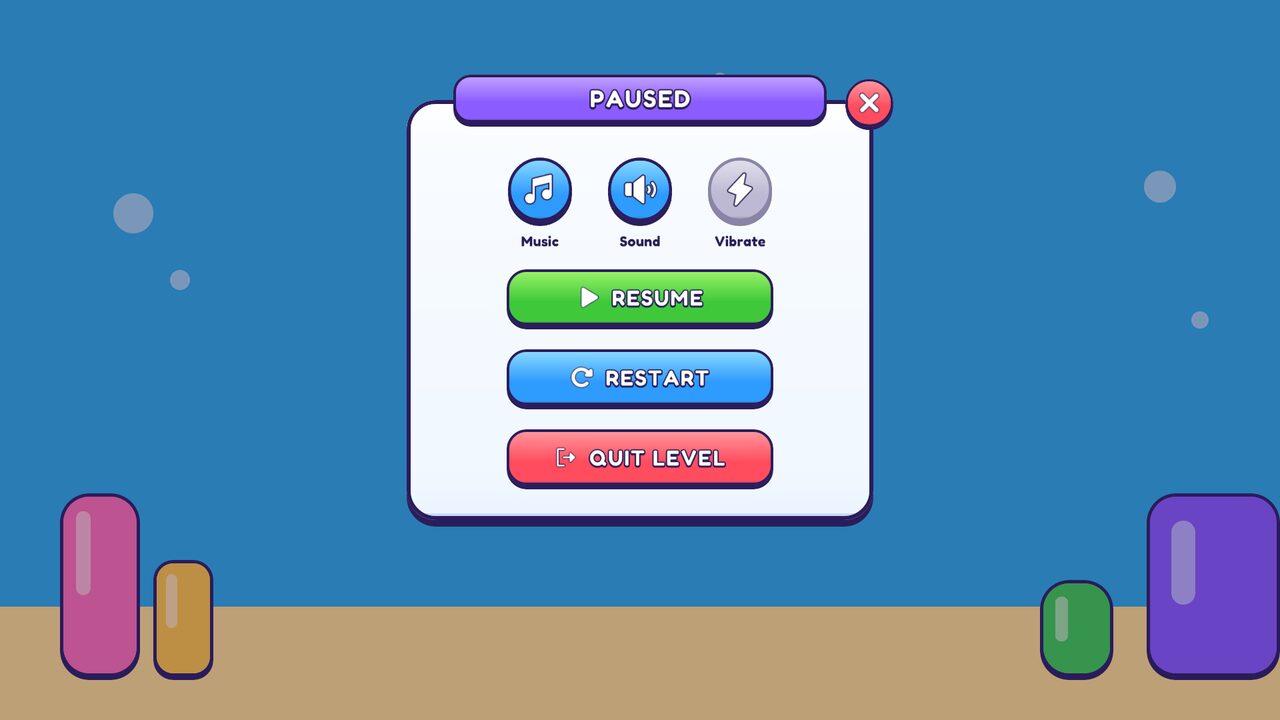 PAUSED
Music
Sound
Vibrate
RESUME
RESTART
QUIT LEVEL